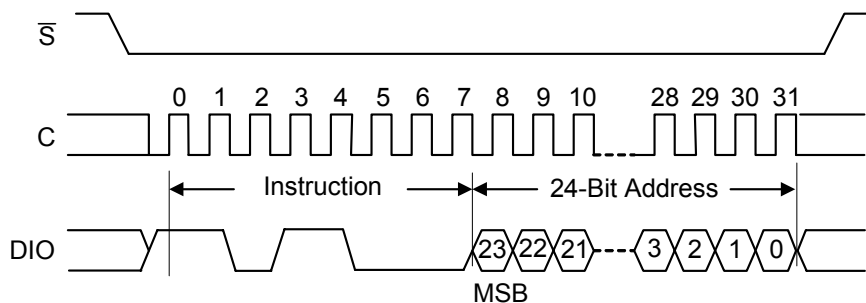 S
0 1 2 3 4 5 6 7 8 9 10 28 29 30 31
C
Instruction 24-Bit Address
DIO 23 22 21 3 2 1 0
MSB